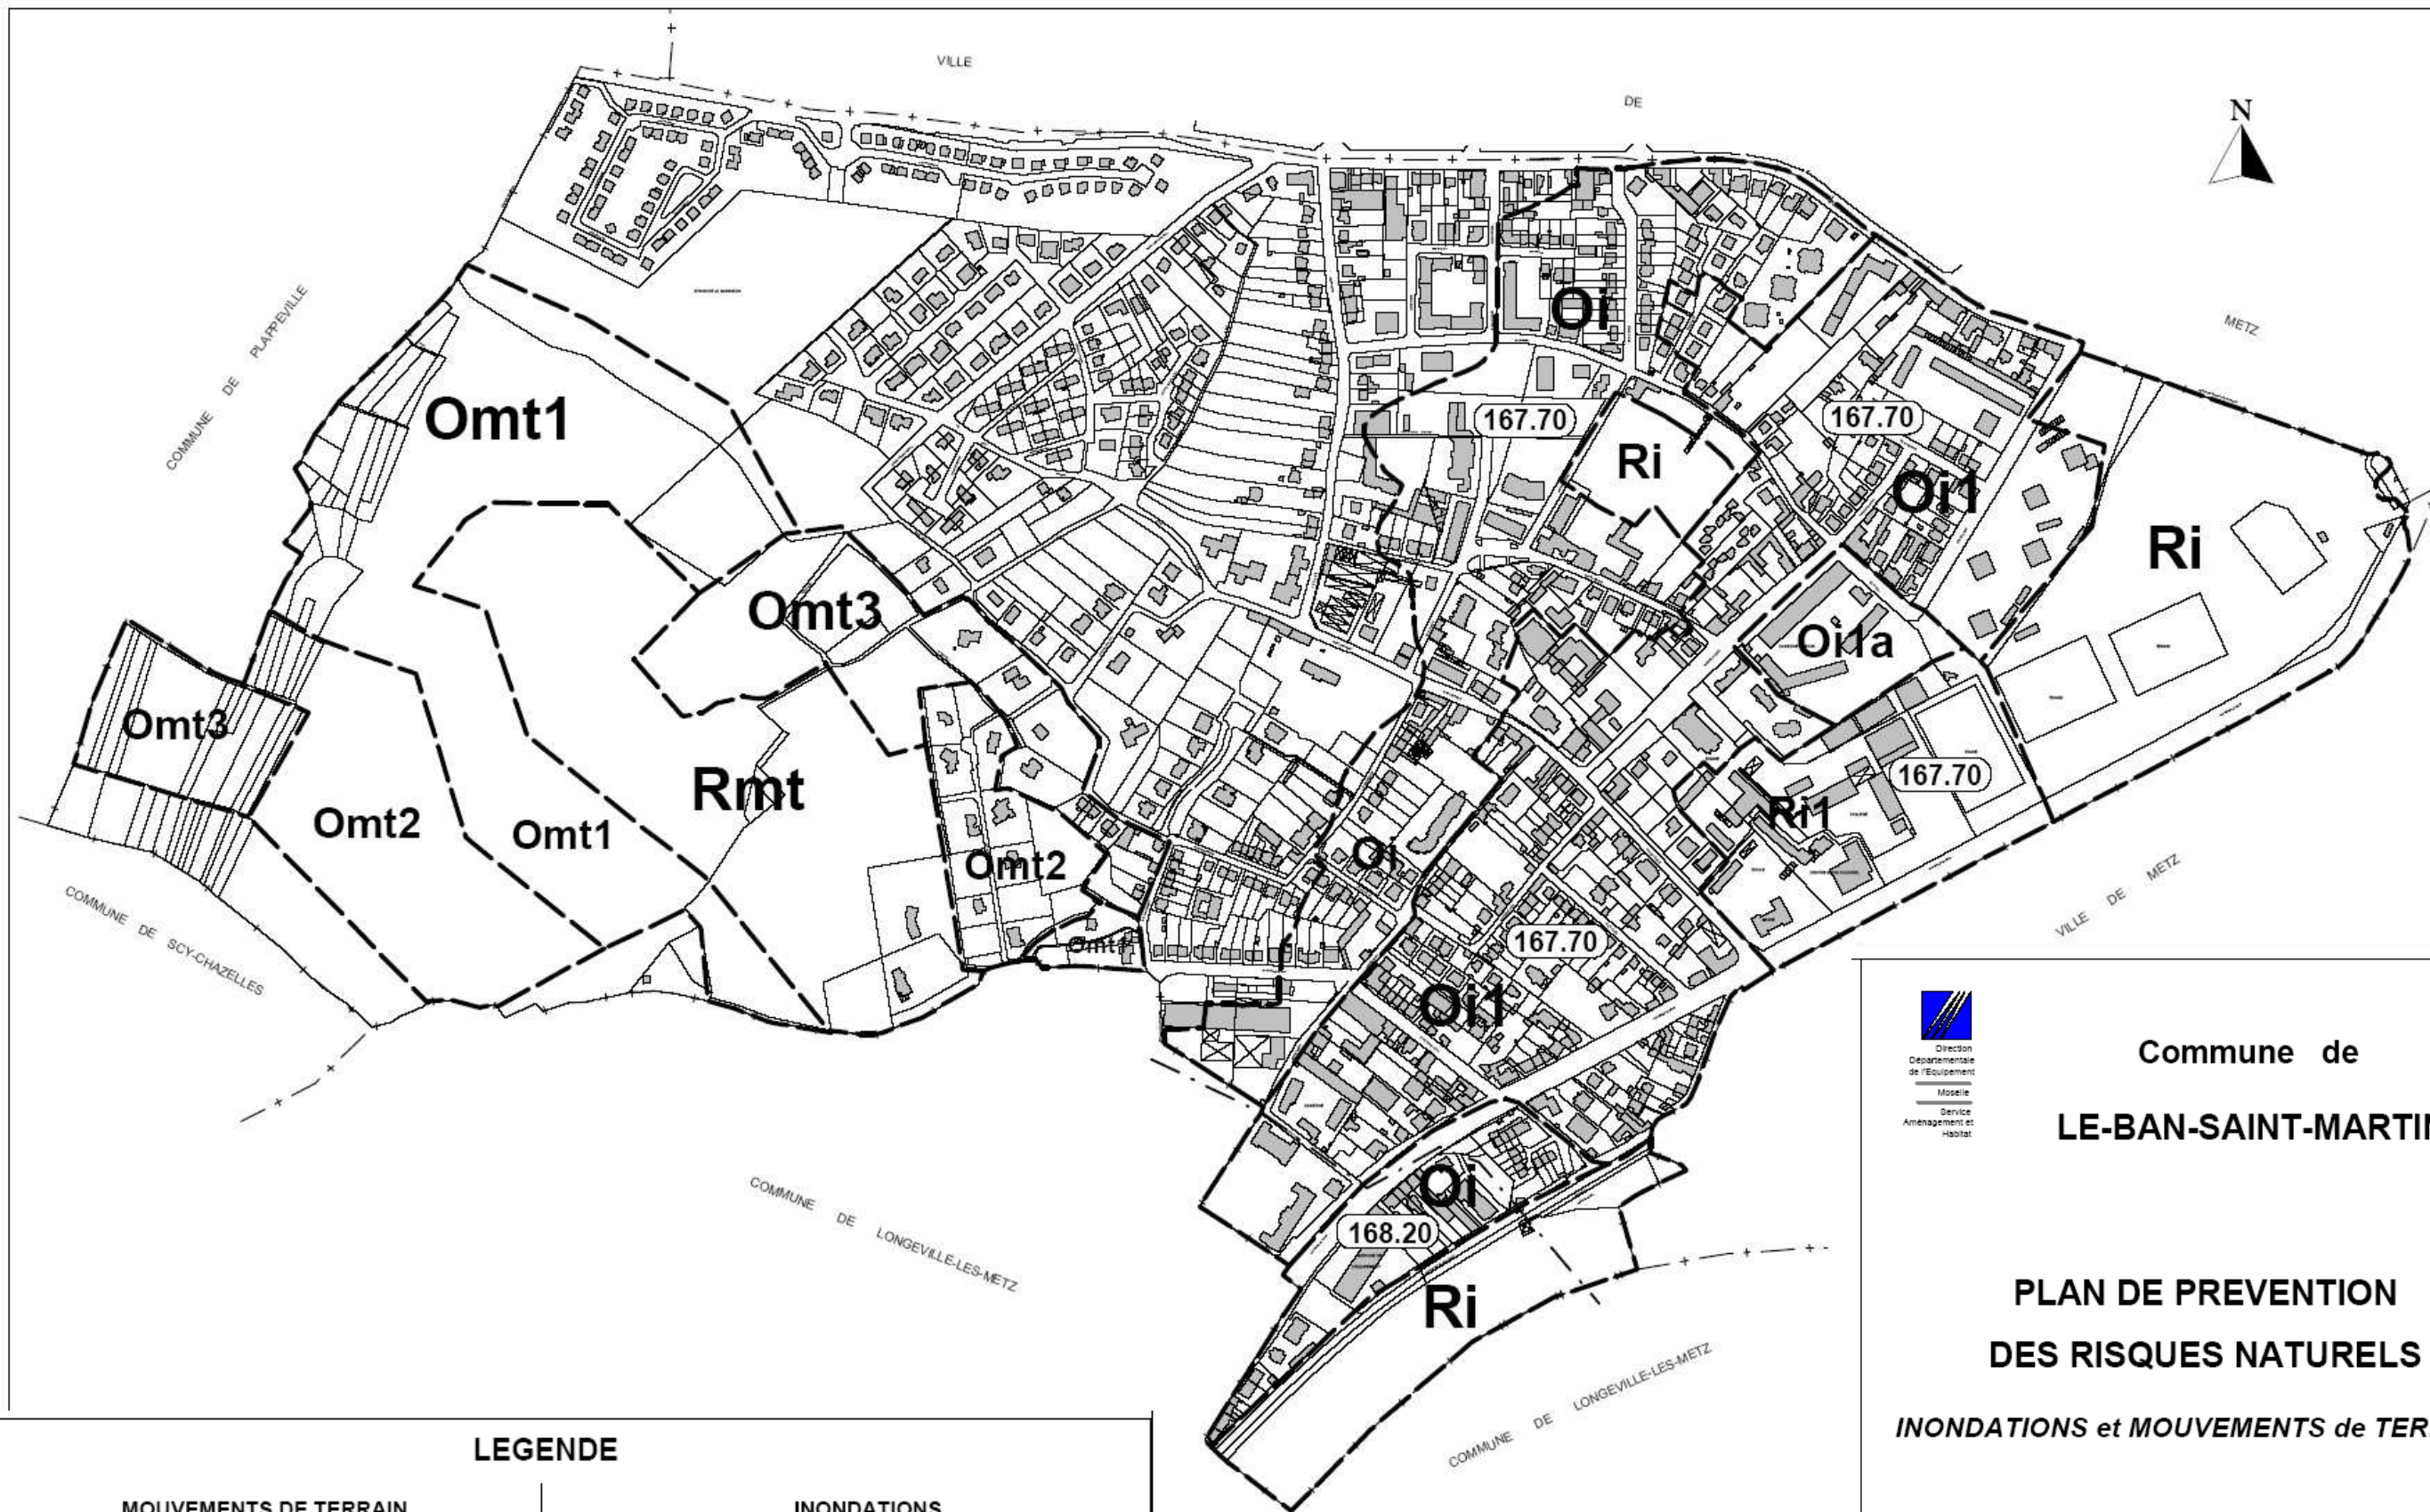 VILLE
DE
N
METZ
COMMUNE DE PLAPPEVILLE
Oi
Omt1
167.70
167.70
Ri
Oi1
Ri
Omt3
Oi1a
Omt3
167.70
Rmt
Ri1
Omt2
Omt1
Oi
Omt2
COMMUNE DE SCY-CHAZELLES
VILLE DE METZ
167.70
Omt1
Oi1
Direction
Départementale
de l'Equipement
Moselle
Service
Aménagement et
Habitat
Commune de
LE-BAN-SAINT-MARTIN
Oi
COMMUNE DE LONGEVILLE-LES-METZ
168.20
Ri
PLAN DE PREVENTION
DES RISQUES NATURELS
COMMUNE DE LONGEVILLE-LES-METZ
INONDATIONS et MOUVEMENTS de TER
LEGENDE
MOUVEMENTS DE TERRAIN
INONDATIONS